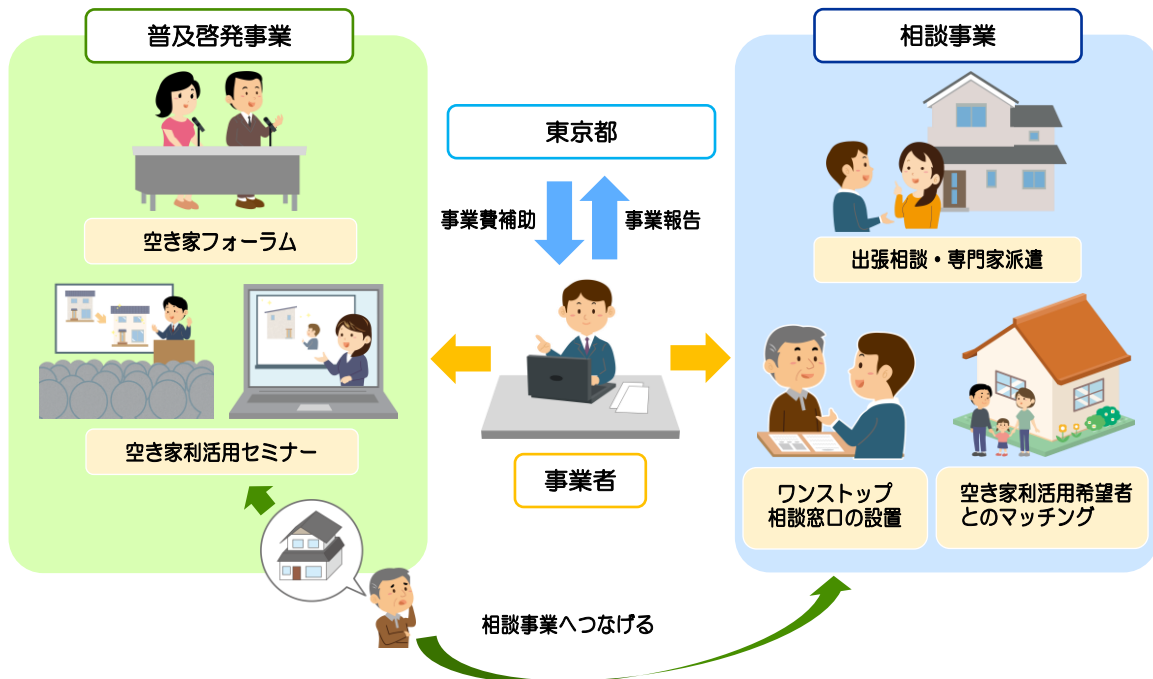 普及啓発事業
空き家フォーラム
空き家利活用セミナー
東京都
事業費補助
事業報告
事業者
相談事業
出張相談・専門家派遣
ワンストップ
相談窓口の設置
空き家利活用希望者
とのマッチング
相談事業へつなげる